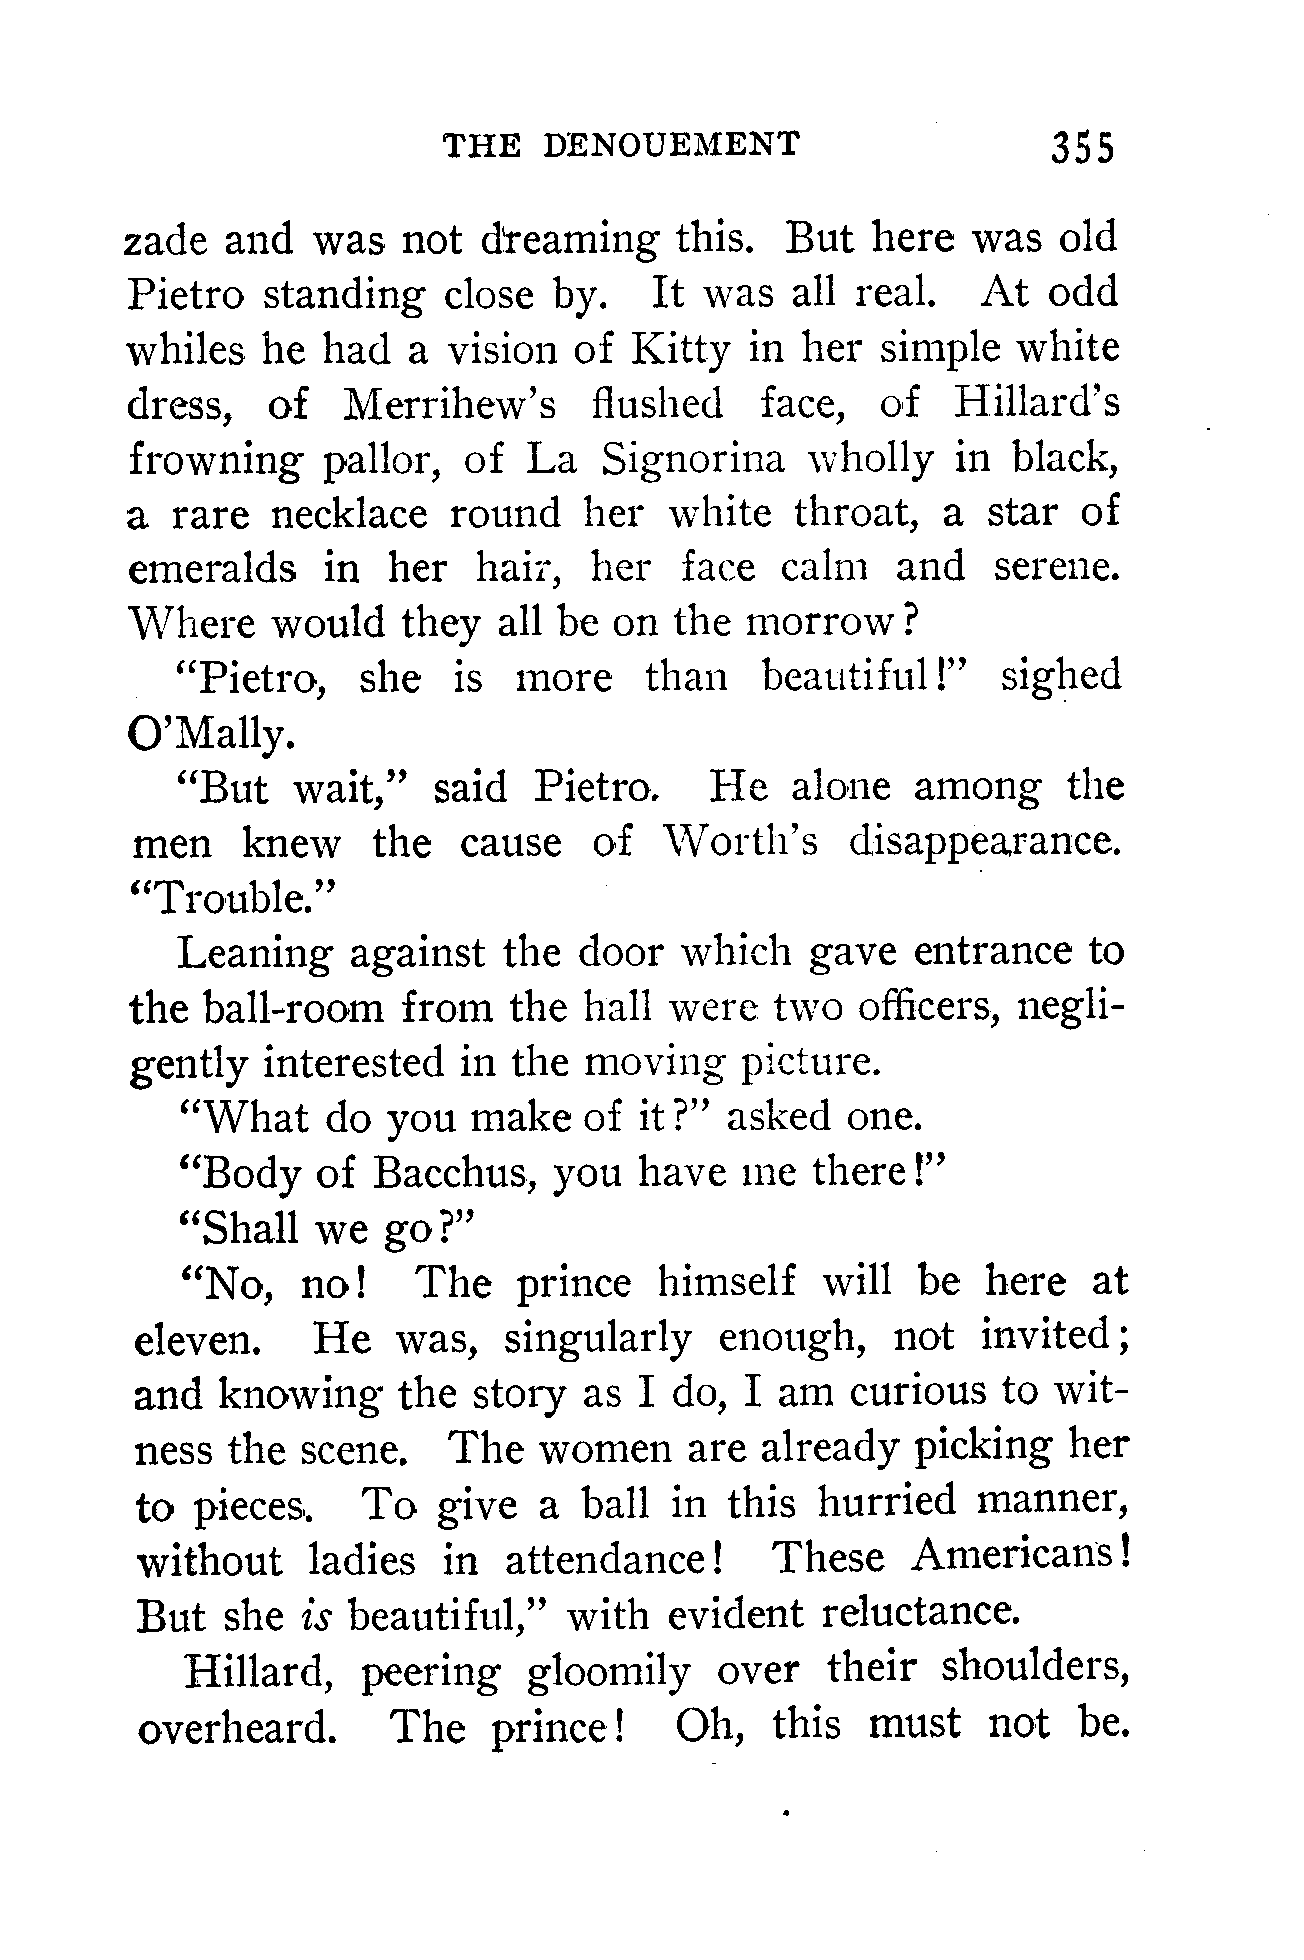 THE DENOUEMENT 355
zade and was not dreaming this. But here was old
Pietro standing close by. It was all real. At odd
whiles he had a vision of Kitty in her simple white
dress, of Merrihew's flushed face, of Hillard's
frowning pallor, of La Signorina wholly in black,
a rare necklace round her white throat, a star of
emeralds in her hair, her face calm and serene.
Where would they all be on the morrow?
“Pietro, she is more than beautiful!” sighed
O'Mally.
“But wait,” said Pietro. He alone among the
men knew the cause of Worth's disappearance.
“Trouble.”
Leaning against the door which gave entrance to
the ball-room from the hall were two officers, negli-
gently interested in the moving picture.
“What do you make of it?” asked one.
“Body of Bacchus, you have me there!”
“Shall we go?”
“No, no! The prince himself will be here at
eleven. He was, singularly enough, not invited;
and knowing the story as I do, I am curious to wit-
ness the scene. The women are already picking her
to pieces. To give a ball in this hurried manner,
without ladies in attendance! These Americans!
But she is beautiful,” with evident reluctance.
Hillard, peering gloomily over their shoulders,
overheard. The prince! Oh, this must not be.